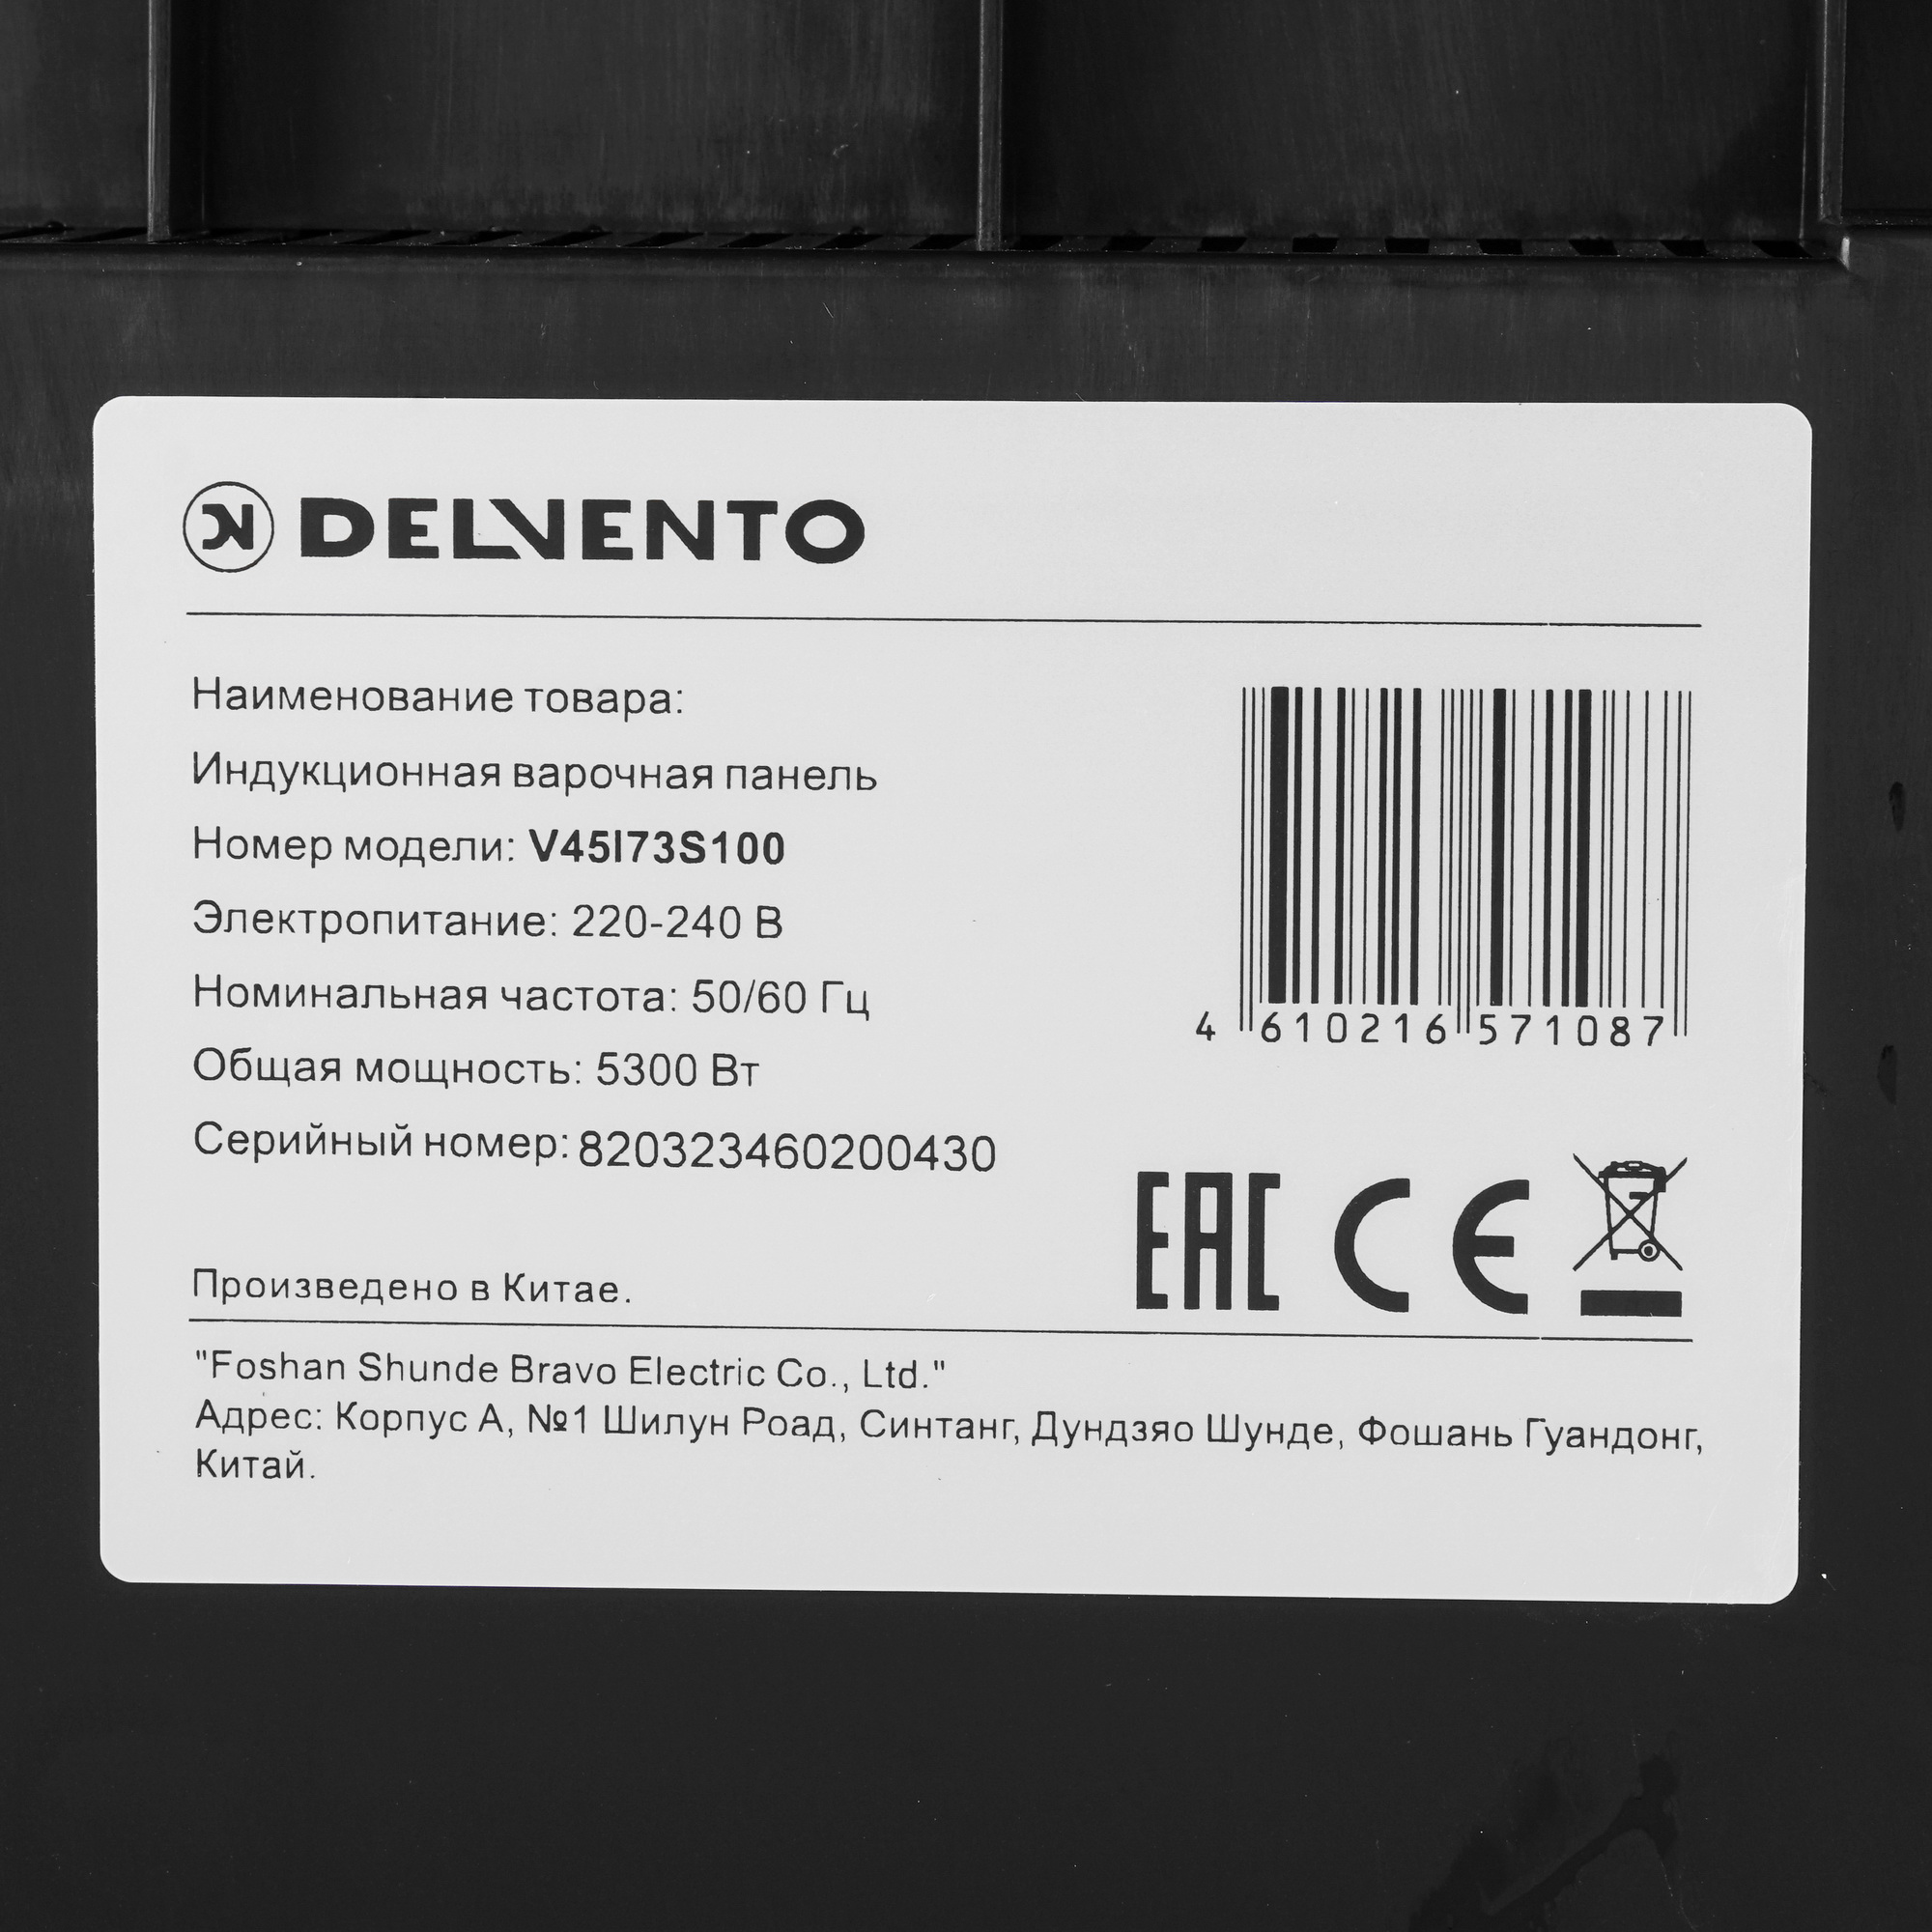 DELVENTO
Наименование товара:
Индукционная варочная панель
Номер модели: V45I73S100
Электропитание: 220-240 В
Номинальная частота: 50/60 Гц
Общая мощность: 5300 Вт
Серийный номер: 820323460200430
4 610216 571087
EAC CE
Произведено в Китае.
"Foshan Shunde Bravo Electric Co., Ltd."
Адрес: Корпус А, №1 Шилун Роад, Синтанг, Дундзяо Шунде, Фошань Гуандонг,
Китай.